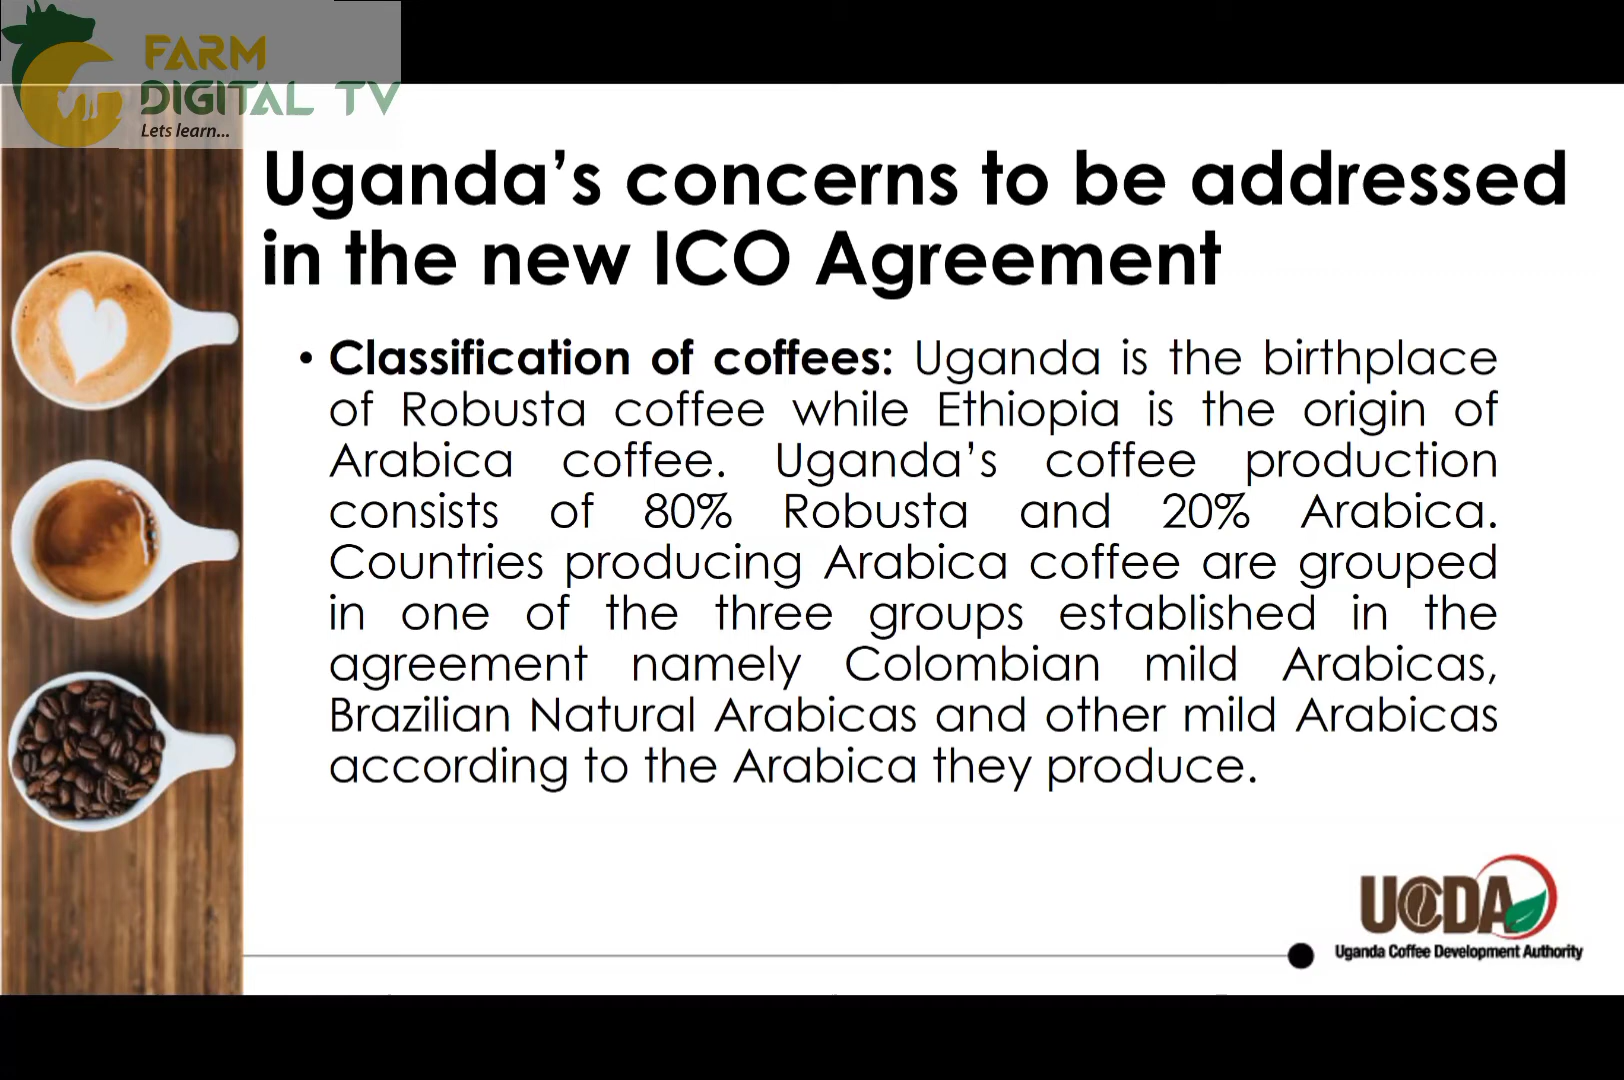 FARM
DIGITAL TV
Lets learn...
Uganda’s concerns to be addressed
in the new ICO Agreement
• Classification of coffees: Uganda is the birthplace
of Robusta coffee while Ethiopia is the origin of
Arabica coffee. Uganda’s coffee production
consists of 80% Robusta and 20% Arabica.
Countries producing Arabica coffee are grouped
in one of the three groups established in the
agreement namely Colombian mild Arabicas,
Brazilian Natural Arabicas and other mild Arabicas
according to the Arabica they produce.
UCDA
Uganda Coffee Development Authority